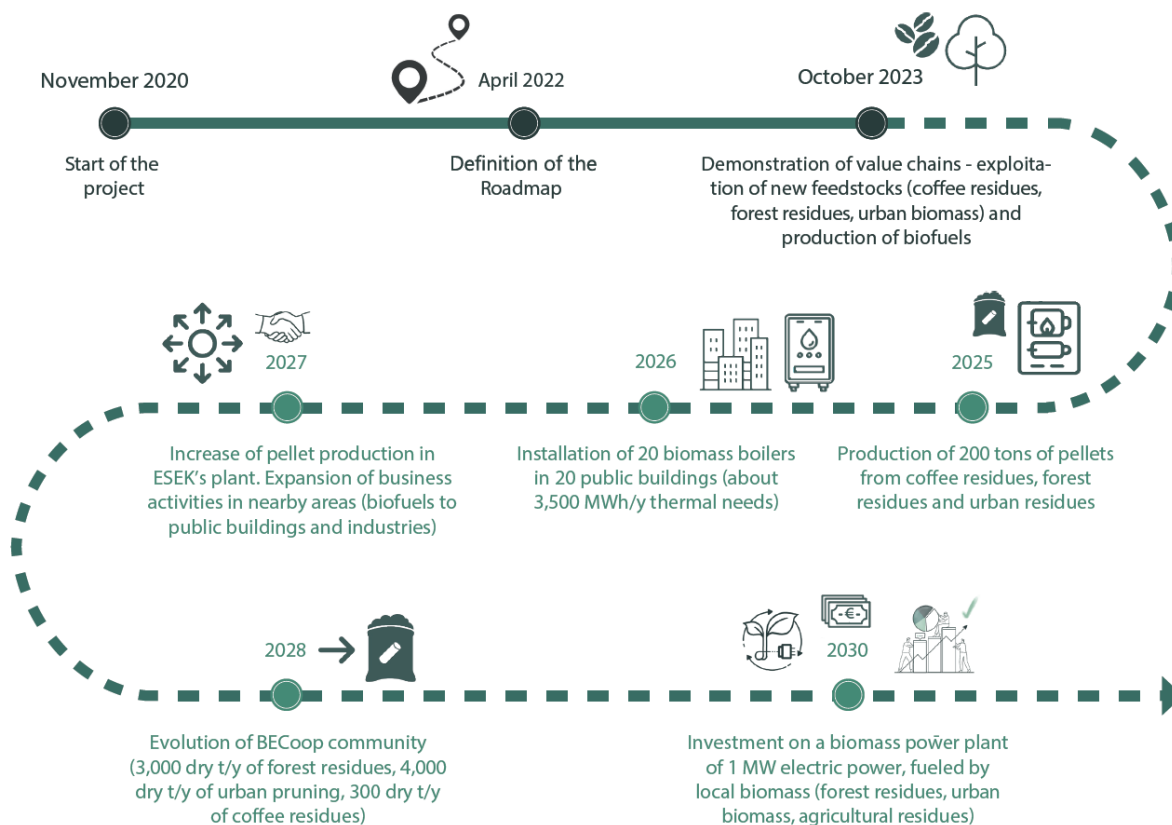 November 2020
April 2022
October 2023
Start of the
project
Definition of the
Roadmap
Demonstration of value chains - exploita-
tion of new feedstocks (coffee residues,
forest residues, urban biomass) and
production of biofuels
2027
2026
2025
Increase of pellet production in
ESEK's plant. Expansion of business
activities in nearby areas (biofuels to
public buildings and industries)
Installation of 20 biomass boilers
in 20 public buildings (about
3,500 MWh/y thermal needs)
Production of 200 tons of pellets
from coffee residues, forest
residues and urban residues
2028
2030
Evolution of BECoop community
(3,000 dry t/y of forest residues, 4,000
dry t/y of urban pruning, 300 dry t/y
of coffee residues)
Investment on a biomass power plant
of 1 MW electric power, fueled by
local biomass (forest residues, urban
biomass, agricultural residues)